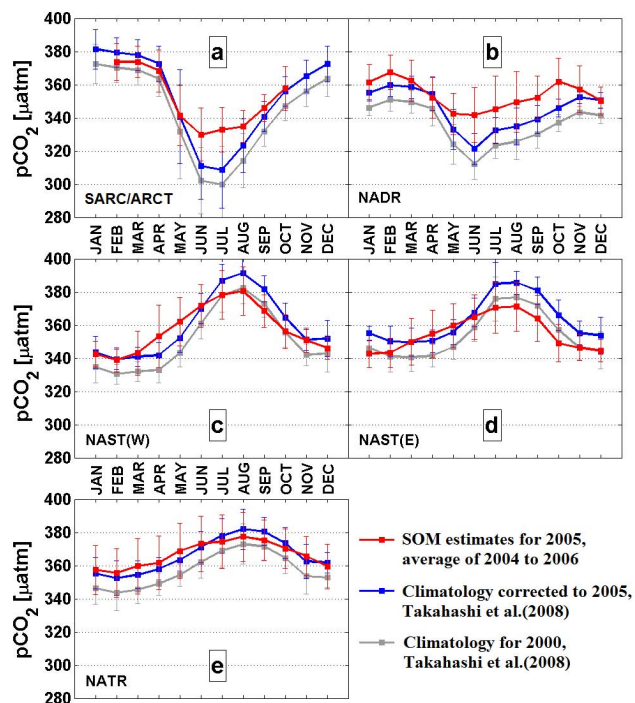 400
380
360
340
320
300
280
pCO2 [µatm]
a
SARC/ARCT
b
NADR
JAN FEB MAR APR MAY JUN JUL AUG SEP OCT NOV DEC
JAN FEB MAR APR MAY JUN JUL AUG SEP OCT NOV DEC
400
380
360
340
320
300
280
pCO2 [µatm]
c
NAST(W)
d
NAST(E)
JAN FEB MAR APR MAY JUN JUL AUG SEP OCT NOV DEC
JAN FEB MAR APR MAY JUN JUL AUG SEP OCT NOV DEC
400
380
360
340
320
300
280
pCO2 [µatm]
e
NATR
SOM estimates for 2005,
average of 2004 to 2006
Climatology corrected to 2005,
Takahashi et al.(2008)
Climatology for 2000,
Takahashi et al.(2008)